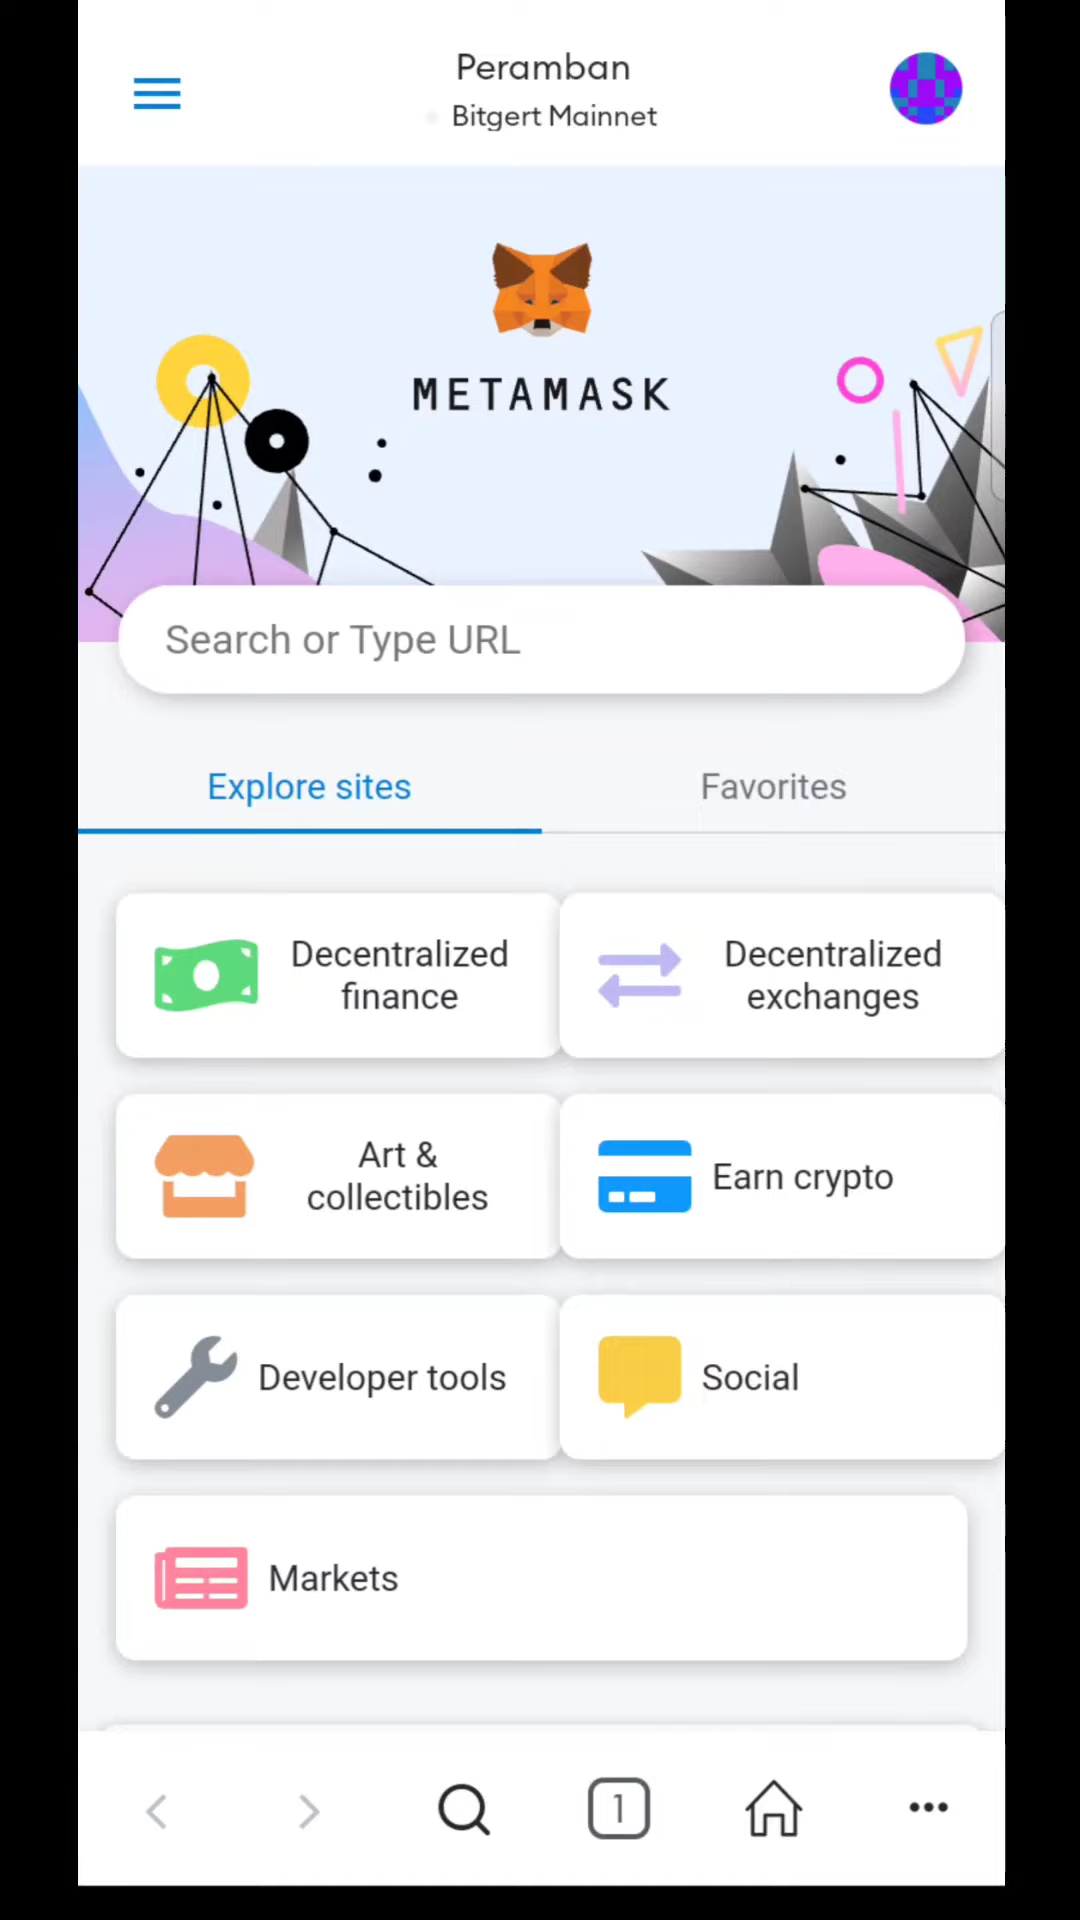 Peramban
Bitgert Mainnet
METAMASK
Search or Type URL
Explore sites
Favorites
Decentralized
finance
Decentralized
exchanges
Art &
collectibles
Earn crypto
Developer tools
Social
Markets
1